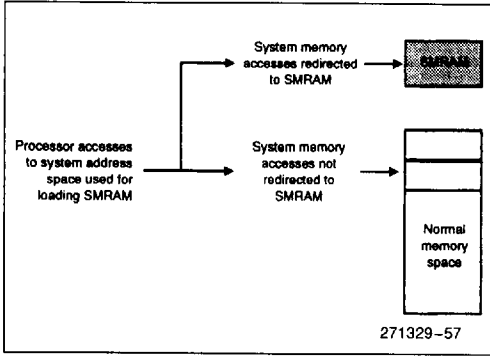 System memory
accesses redirected
to SMRAM
SMRAM
Processor accesses
to system address
space used for
loading SMRAM
System memory
accesses not
redirected to
SMRAM
Normal
memory
space
271329-57